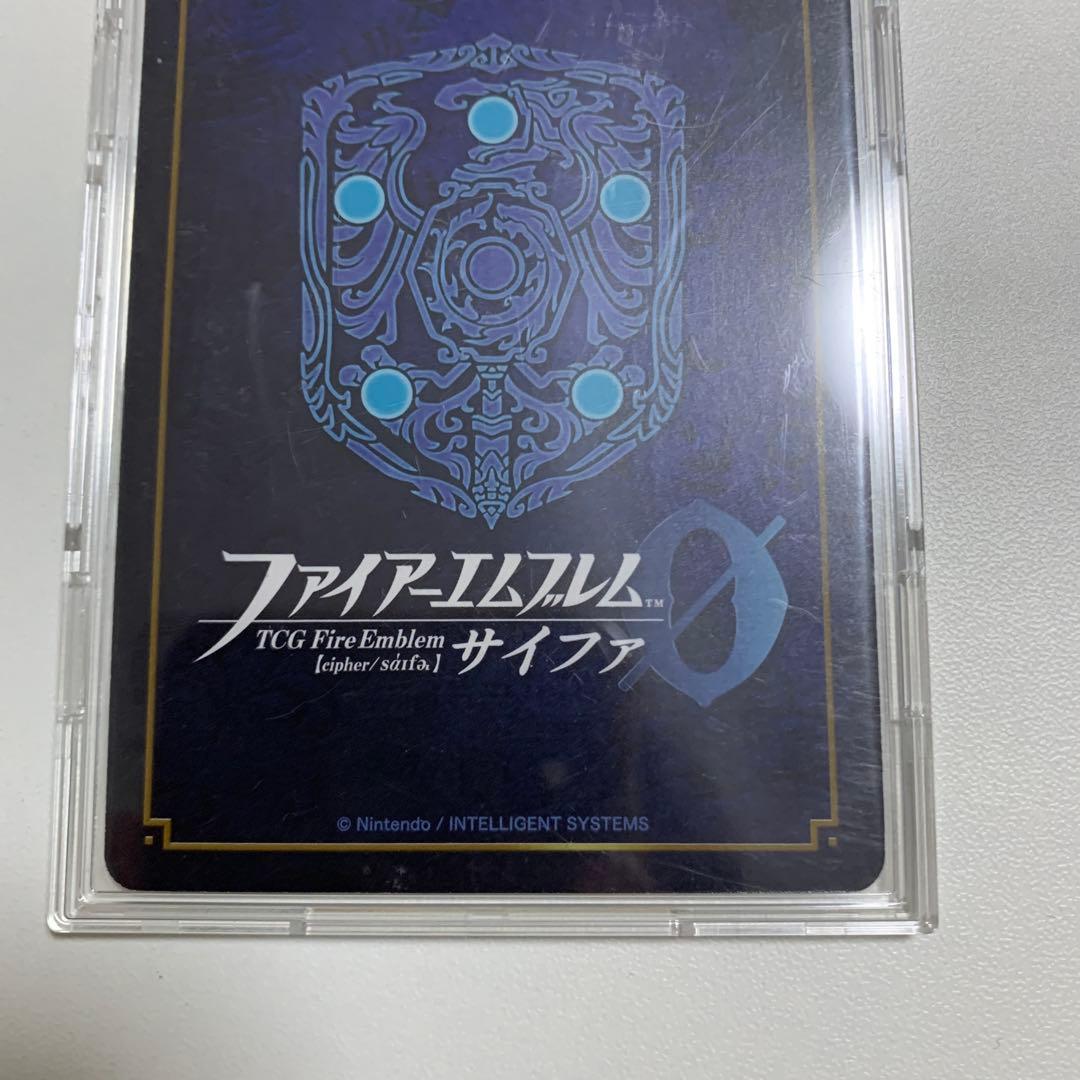 ファイアーエムブレム™
TCG Fire Emblem
【cipher/sάɪfɚ】
サイファ
© Nintendo / INTELLIGENT SYSTEMS